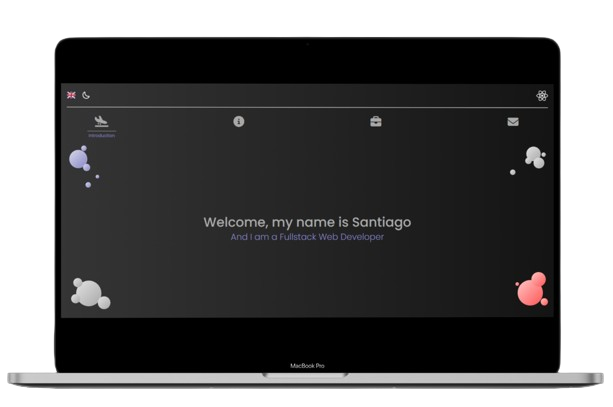 Introduction
Welcome, my name is Santiago
And I am a Fullstack Web Developer
MacBook Pro